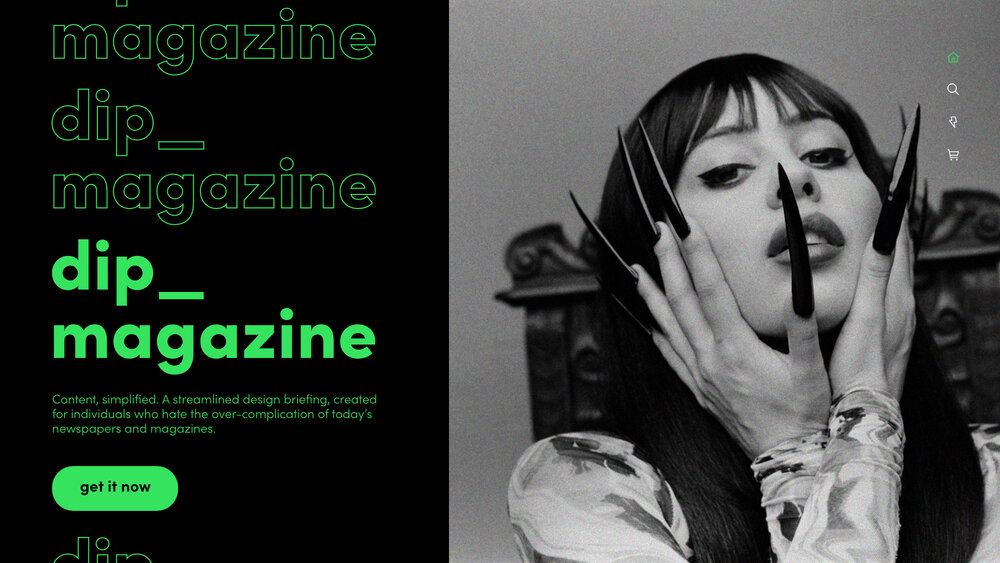 magazine
dip_
magazine
dip_
magazine
Content, simplified. A streamlined design briefing, created
for individuals who hate the over-complication of today’s
newspapers and magazines.
get it now
dip_